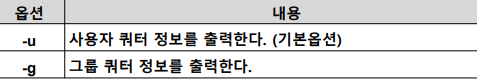 옵션 내용
-u 사용자 쿼터 정보를 출력한다. (기본옵션)
-g 그룹 쿼터 정보를 출력한다.